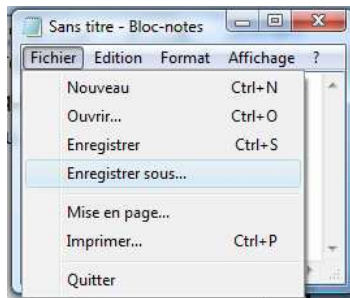 Sans titre - Bloc-notes
Fichier Edition Format Affichage ?
Nouveau Ctrl+N
Ouvrir... Ctrl+O
Enregistrer Ctrl+S
Enregistrer sous...
Mise en page...
Imprimer... Ctrl+P
Quitter